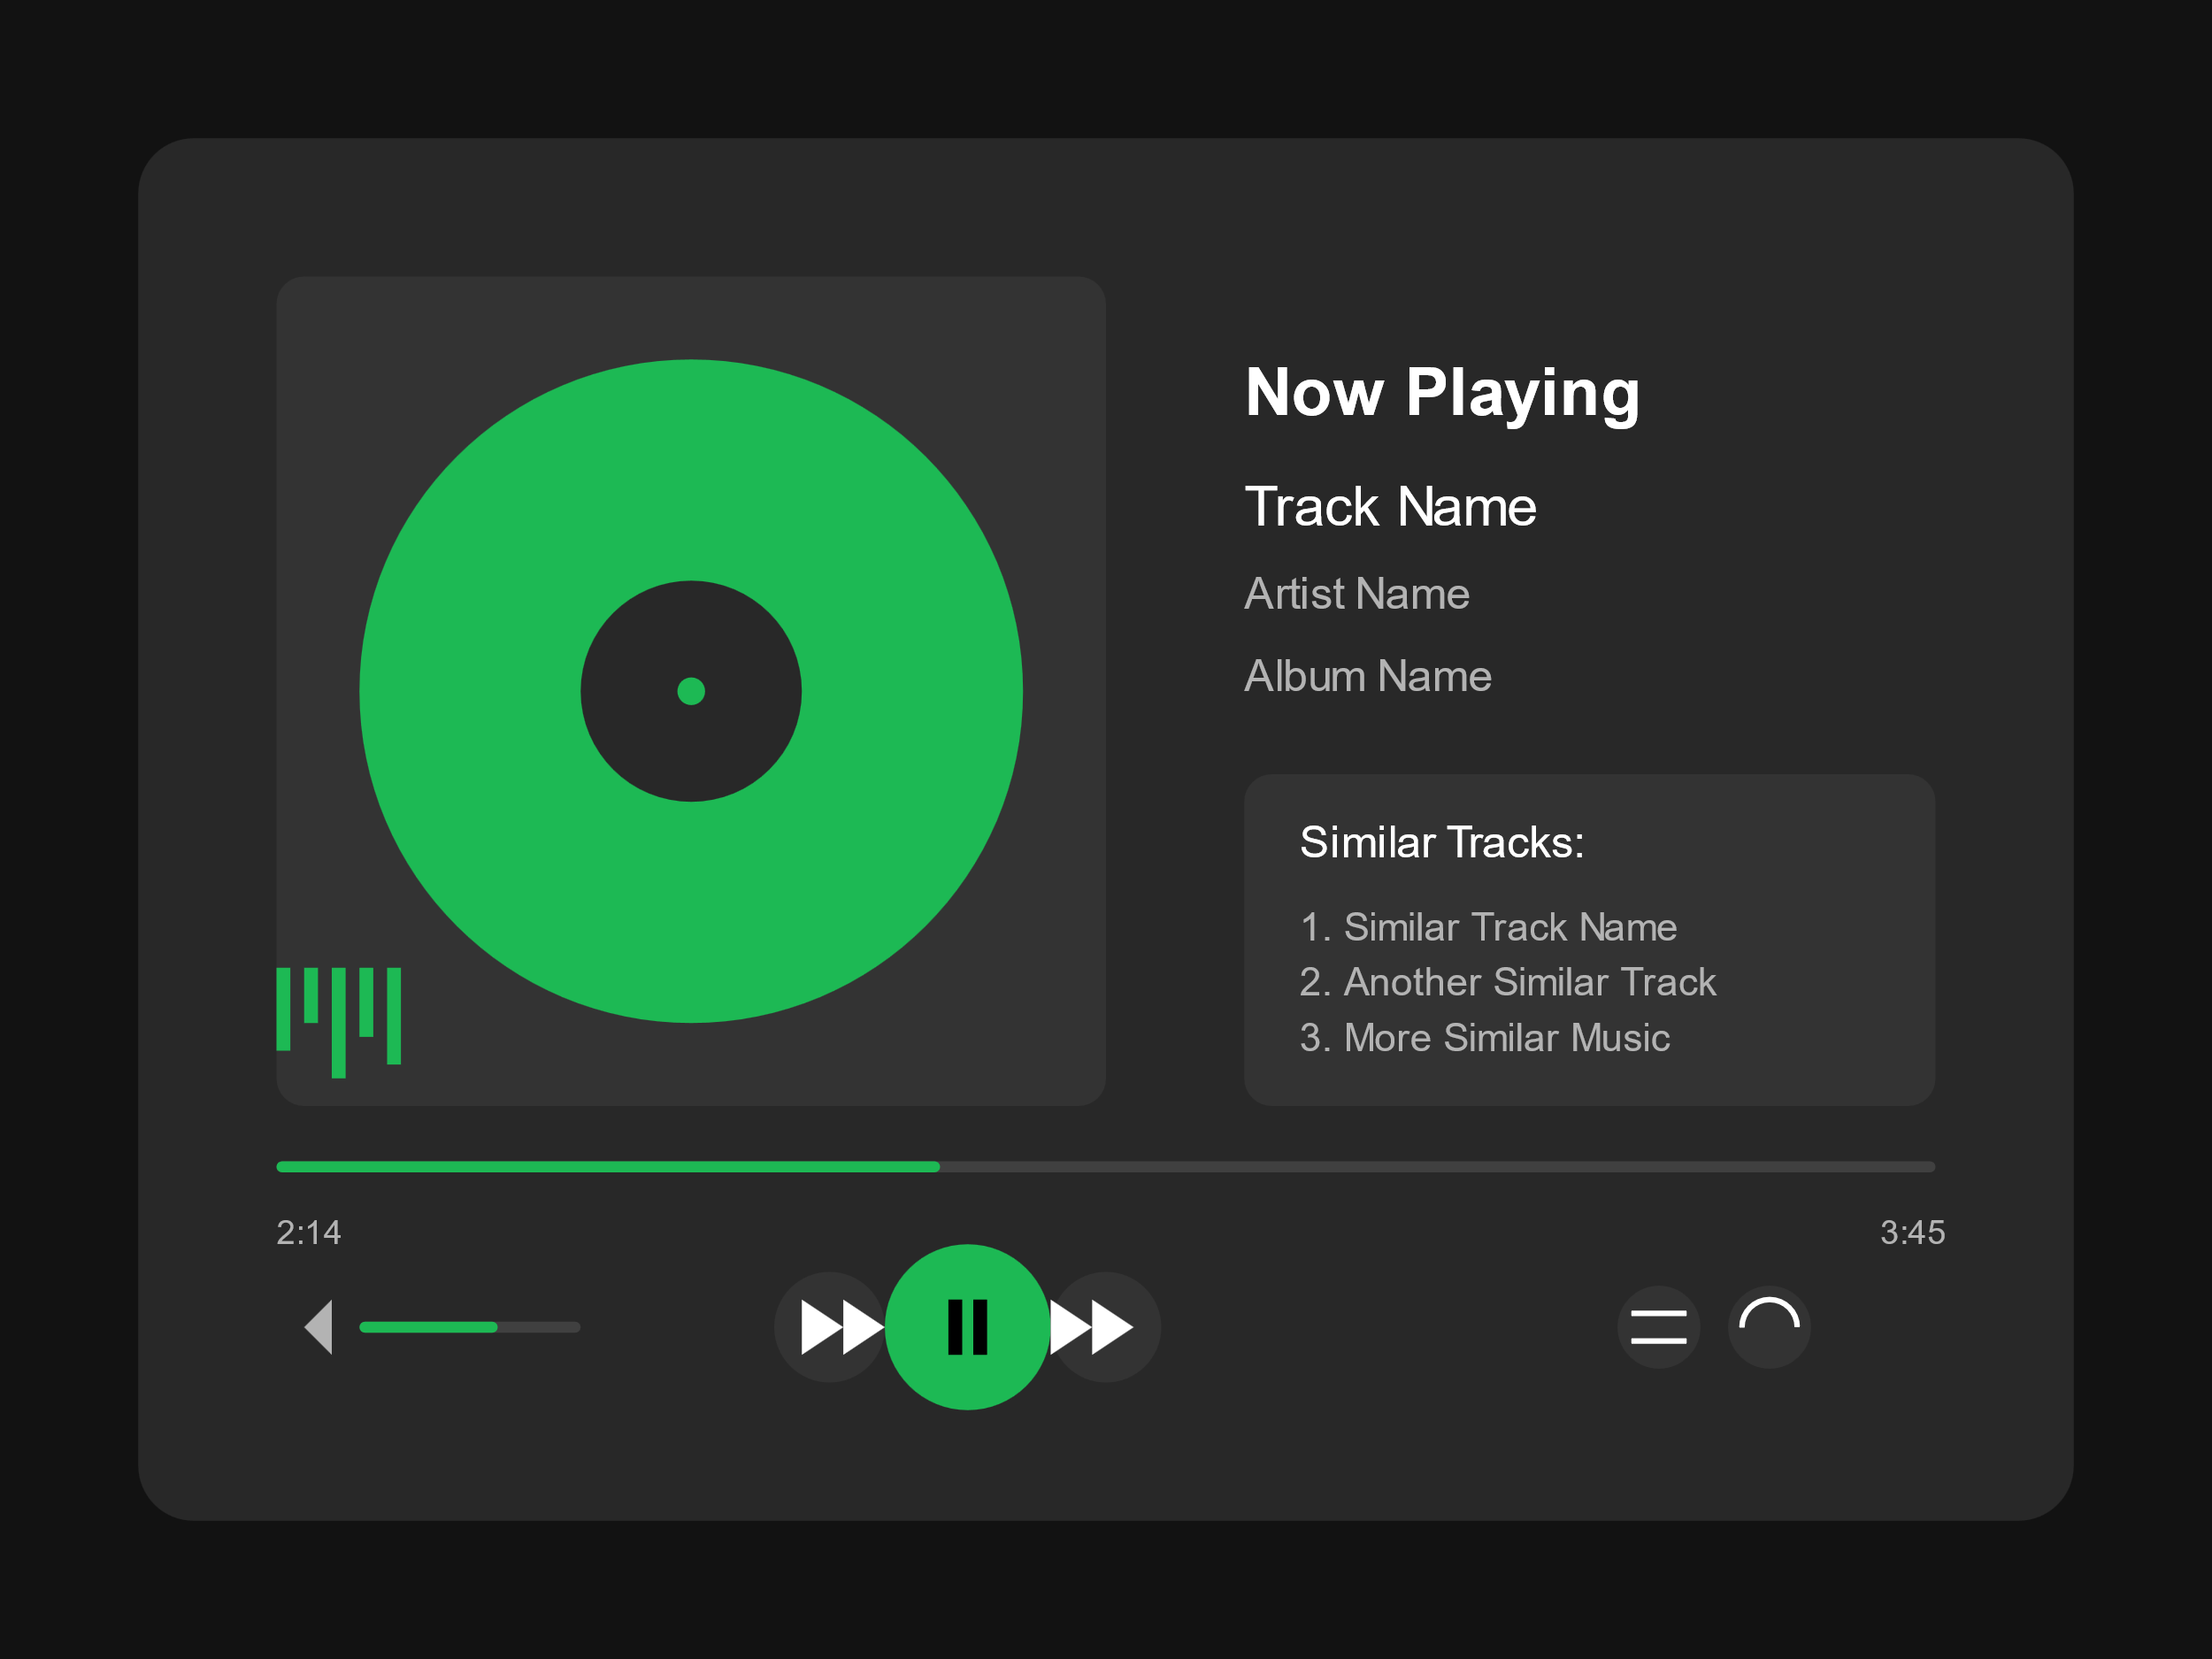 Now Playing
Track Name
Artist Name
Album Name
Similar Tracks:
1. Similar Track Name
2. Another Similar Track
3. More Similar Music
2:14
3:45